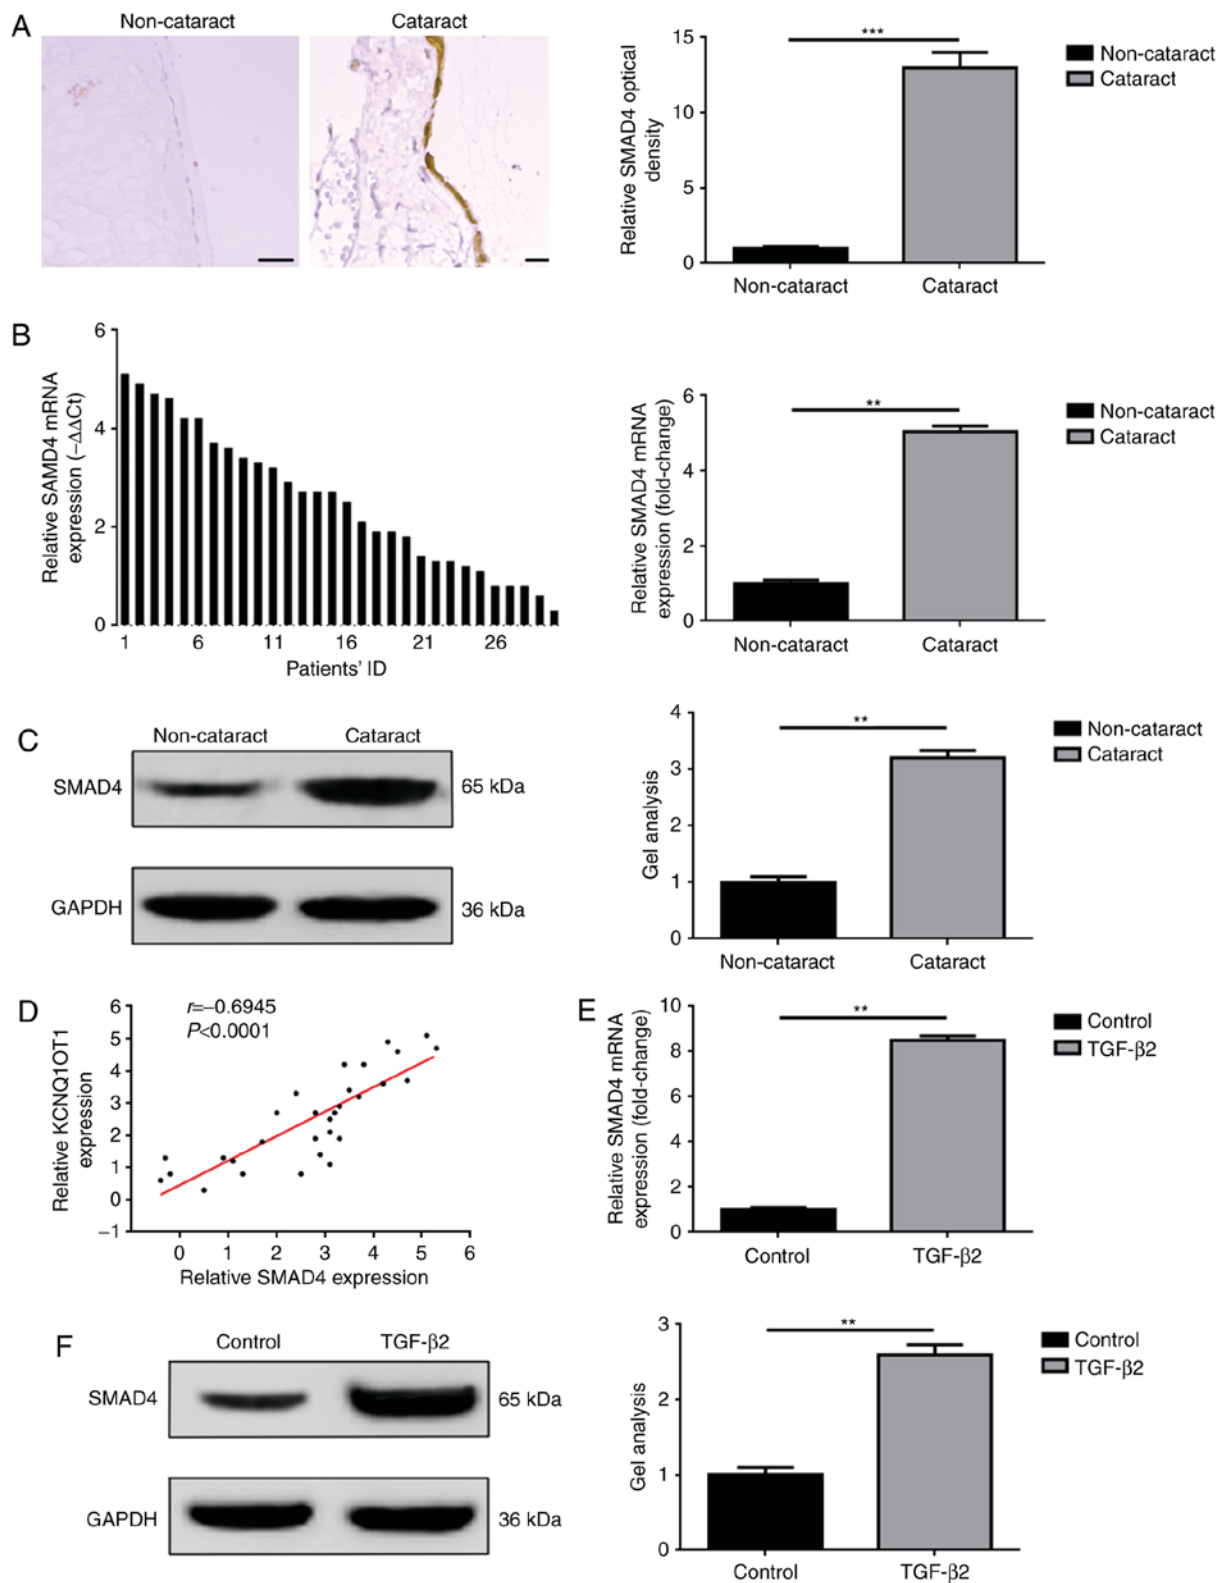 A
Non-cataract
Cataract
Relative SMAD4 optical
density
15
10
5
0
***
Non-cataract
Cataract
Non-cataract
Cataract
B
Relative SAMD4 mRNA
expression (−ΔΔCt)
6
4
2
0
1 6 11 16 21 26
Patients' ID
Relative SMAD4 mRNA
expression (fold-change)
6
4
2
0
**
Non-cataract
Cataract
Non-cataract
Cataract
C
Non-cataract
Cataract
SMAD4
65 kDa
GAPDH
36 kDa
Gel analysis
4
3
2
1
0
**
Non-cataract
Cataract
Non-cataract
Cataract
D
r=−0.6945
P<0.0001
Relative KCNQ1OT1
expression
6
5
4
3
2
1
0
−1
0 1 2 3 4 5 6
Relative SMAD4 expression
E
Relative SMAD4 mRNA
expression (fold-change)
10
8
6
4
2
0
**
Control
TGF-β2
Control
TGF-β2
F
Control
TGF-β2
SMAD4
65 kDa
GAPDH
36 kDa
Gel analysis
3
2
1
0
**
Control
TGF-β2
Control
TGF-β2